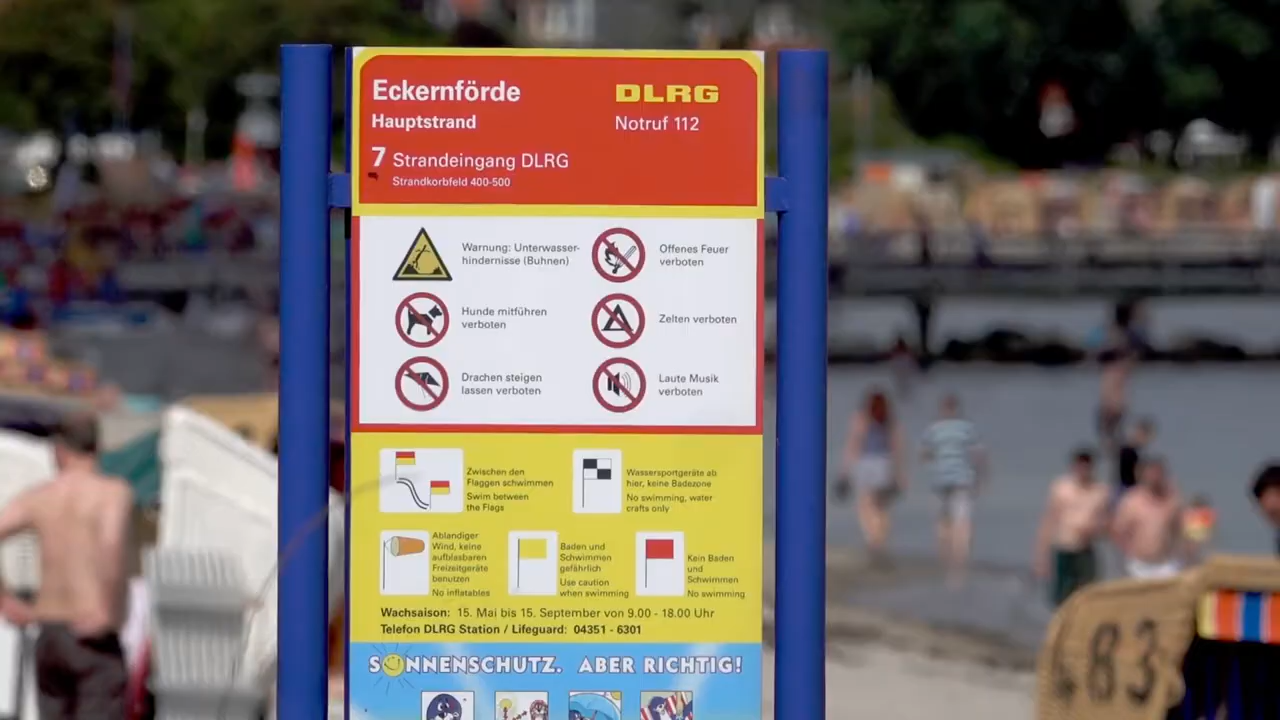 Eckernförde
Hauptstrand
DLRG
Notruf 112
7 Strandeingang DLRG
Strandkorbfeld 400-500
Warnung: Unterwasser-
hindernisse (Buhnen)
Offenes Feuer
verboten
Hunde mitführen
verboten
Zelten verboten
Drachen steigen
lassen verboten
Laute Musik
verboten
Zwischen den
Flaggen schwimmen
Swim between
the Flags
Wassersportgeräte ab
hier, keine Badezone
No swimming, water
crafts only
Ablandiger
Wind, keine
aufblasbaren
Freizeitgeräte
benutzen
No inflatables
Baden und
Schwimmen
gefährlich
Use caution
when swimming
Kein Baden
und
Schwimmen
No swimming
Wachsaison: 15. Mai bis 15. September von 9.00 - 18.00 Uhr
Telefon DLRG Station / Lifeguard: 04351 - 6301
SONNENSCHUTZ. ABER RICHTIG!
483